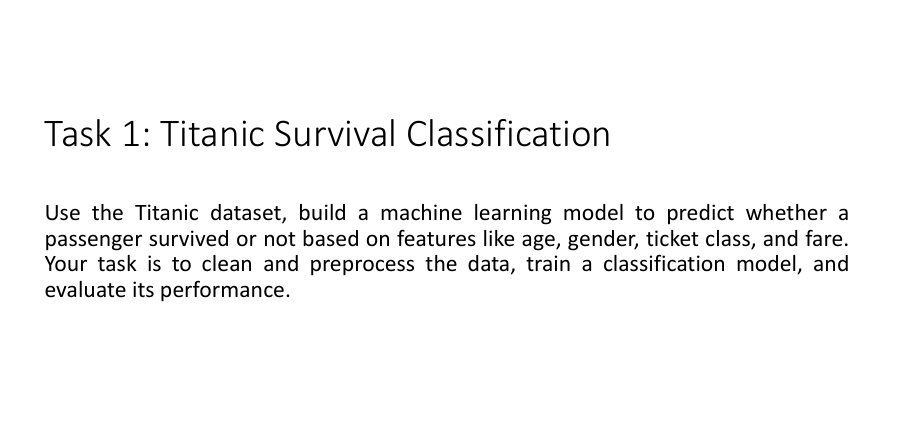 Task 1: Titanic Survival Classification
Use the Titanic dataset, build a machine learning model to predict whether a
passenger survived or not based on features like age, gender, ticket class, and fare.
Your task is to clean and preprocess the data, train a classification model, and
evaluate its performance.